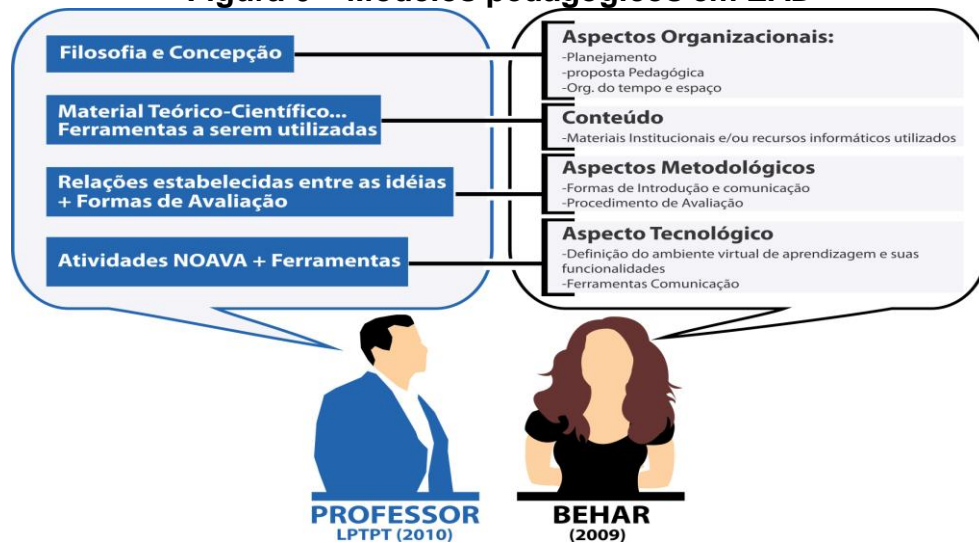 Figura – Modelos pedagógicos em EAD
Filosofia e Concepção
Material Teórico-Científico...
Ferramentas a serem utilizadas
Relações estabelecidas entre as idéias
+ Formas de Avaliação
Atividades NOAVA + Ferramentas
Aspectos Organizacionais:
-Planejamento
-proposta Pedagógica
-Org. do tempo e espaço
Conteúdo
-Materiais Institucionais e/ou recursos informáticos utilizados
Aspectos Metodológicos
-Formas de Introdução e comunicação
-Procedimento de Avaliação
Aspecto Tecnológico
-Definição do ambiente virtual de aprendizagem e suas
funcionalidades
-Ferramentas Comunicação
PROFESSOR
LPTPT (2010)
BEHAR
(2009)